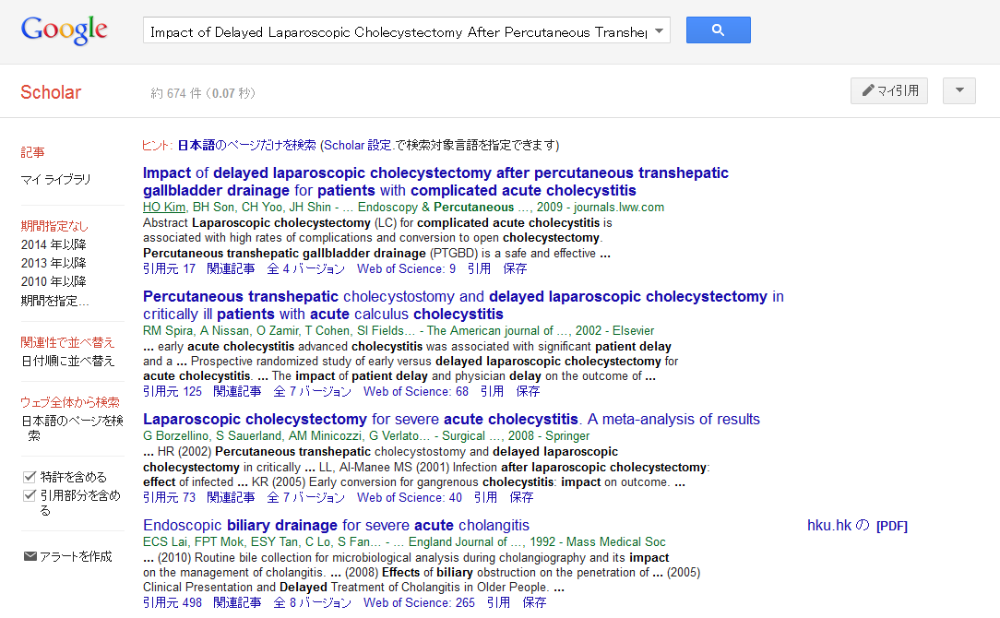 Google
Impact of Delayed Laparoscopic Cholecystectomy After Percutaneous Transhep
Scholar
約 674 件 （0.07 秒）
マイ引用
記事
マイ ライブラリ
期間指定なし
2014 年以降
2013 年以降
2010 年以降
期間を指定...
関連性で並べ替え
日付順に並べ替え
ウェブ全体から検索
日本語のページを検
索
特許を含める
引用部分を含め
る
アラートを作成
ヒント: 日本語のページだけを検索 (Scholar 設定.で検索対象言語を指定できます)
Impact of delayed laparoscopic cholecystectomy after percutaneous transhepatic
gallbladder drainage for patients with complicated acute cholecystitis
HO Kim, BH Son, CH Yoo, JH Shin - … Endoscopy & Percutaneous …, 2009 - journals.lww.com
Abstract Laparoscopic cholecystectomy (LC) for complicated acute cholecystitis is
associated with high rates of complications and conversion to open cholecystectomy.
Percutaneous transhepatic gallbladder drainage (PTGBD) is a safe and effective ...
引用元 17 関連記事 全 4 バージョン Web of Science: 9 引用 保存
Percutaneous transhepatic cholecystostomy and delayed laparoscopic cholecystectomy in
critically ill patients with acute calculus cholecystitis
RM Spira, A Nissan, O Zamir, T Cohen, SI Fields… - The American journal of …, 2002 - Elsevier
... early acute cholecystitis advanced cholecystitis was associated with significant patient delay
and a ... Prospective randomized study of early versus delayed laparoscopic cholecystectomy for
acute cholecystitis. ... The impact of patient delay and physician delay on the outcome of ...
引用元 125 関連記事 全 7 バージョン Web of Science: 68 引用 保存
Laparoscopic cholecystectomy for severe acute cholecystitis. A meta-analysis of results
G Borzellino, S Sauerland, AM Minicozzi, G Verlato… - Surgical …, 2008 - Springer
... HR (2002) Percutaneous transhepatic cholecystostomy and delayed laparoscopic
cholecystectomy in critically ... LL, Al-Manee MS (2001) Infection after laparoscopic cholecystectomy:
effect of infected ... KR (2005) Early conversion for gangrenous cholecystitis: impact on outcome. ...
引用元 73 関連記事 全 7 バージョン Web of Science: 40 引用 保存
Endoscopic biliary drainage for severe acute cholangitis
hku.hk の [PDF]
ECS Lai, FPT Mok, ESY Tan, C Lo, S Fan… - … England Journal of …, 1992 - Mass Medical Soc
... (2010) Routine bile collection for microbiological analysis during cholangiography and its impact
on the management of cholangitis. ... (2008) Effects of biliary obstruction on the penetration of ... (2005)
Clinical Presentation and Delayed Treatment of Cholangitis in Older People. ...
引用元 498 関連記事 全 8 バージョン Web of Science: 265 引用 保存